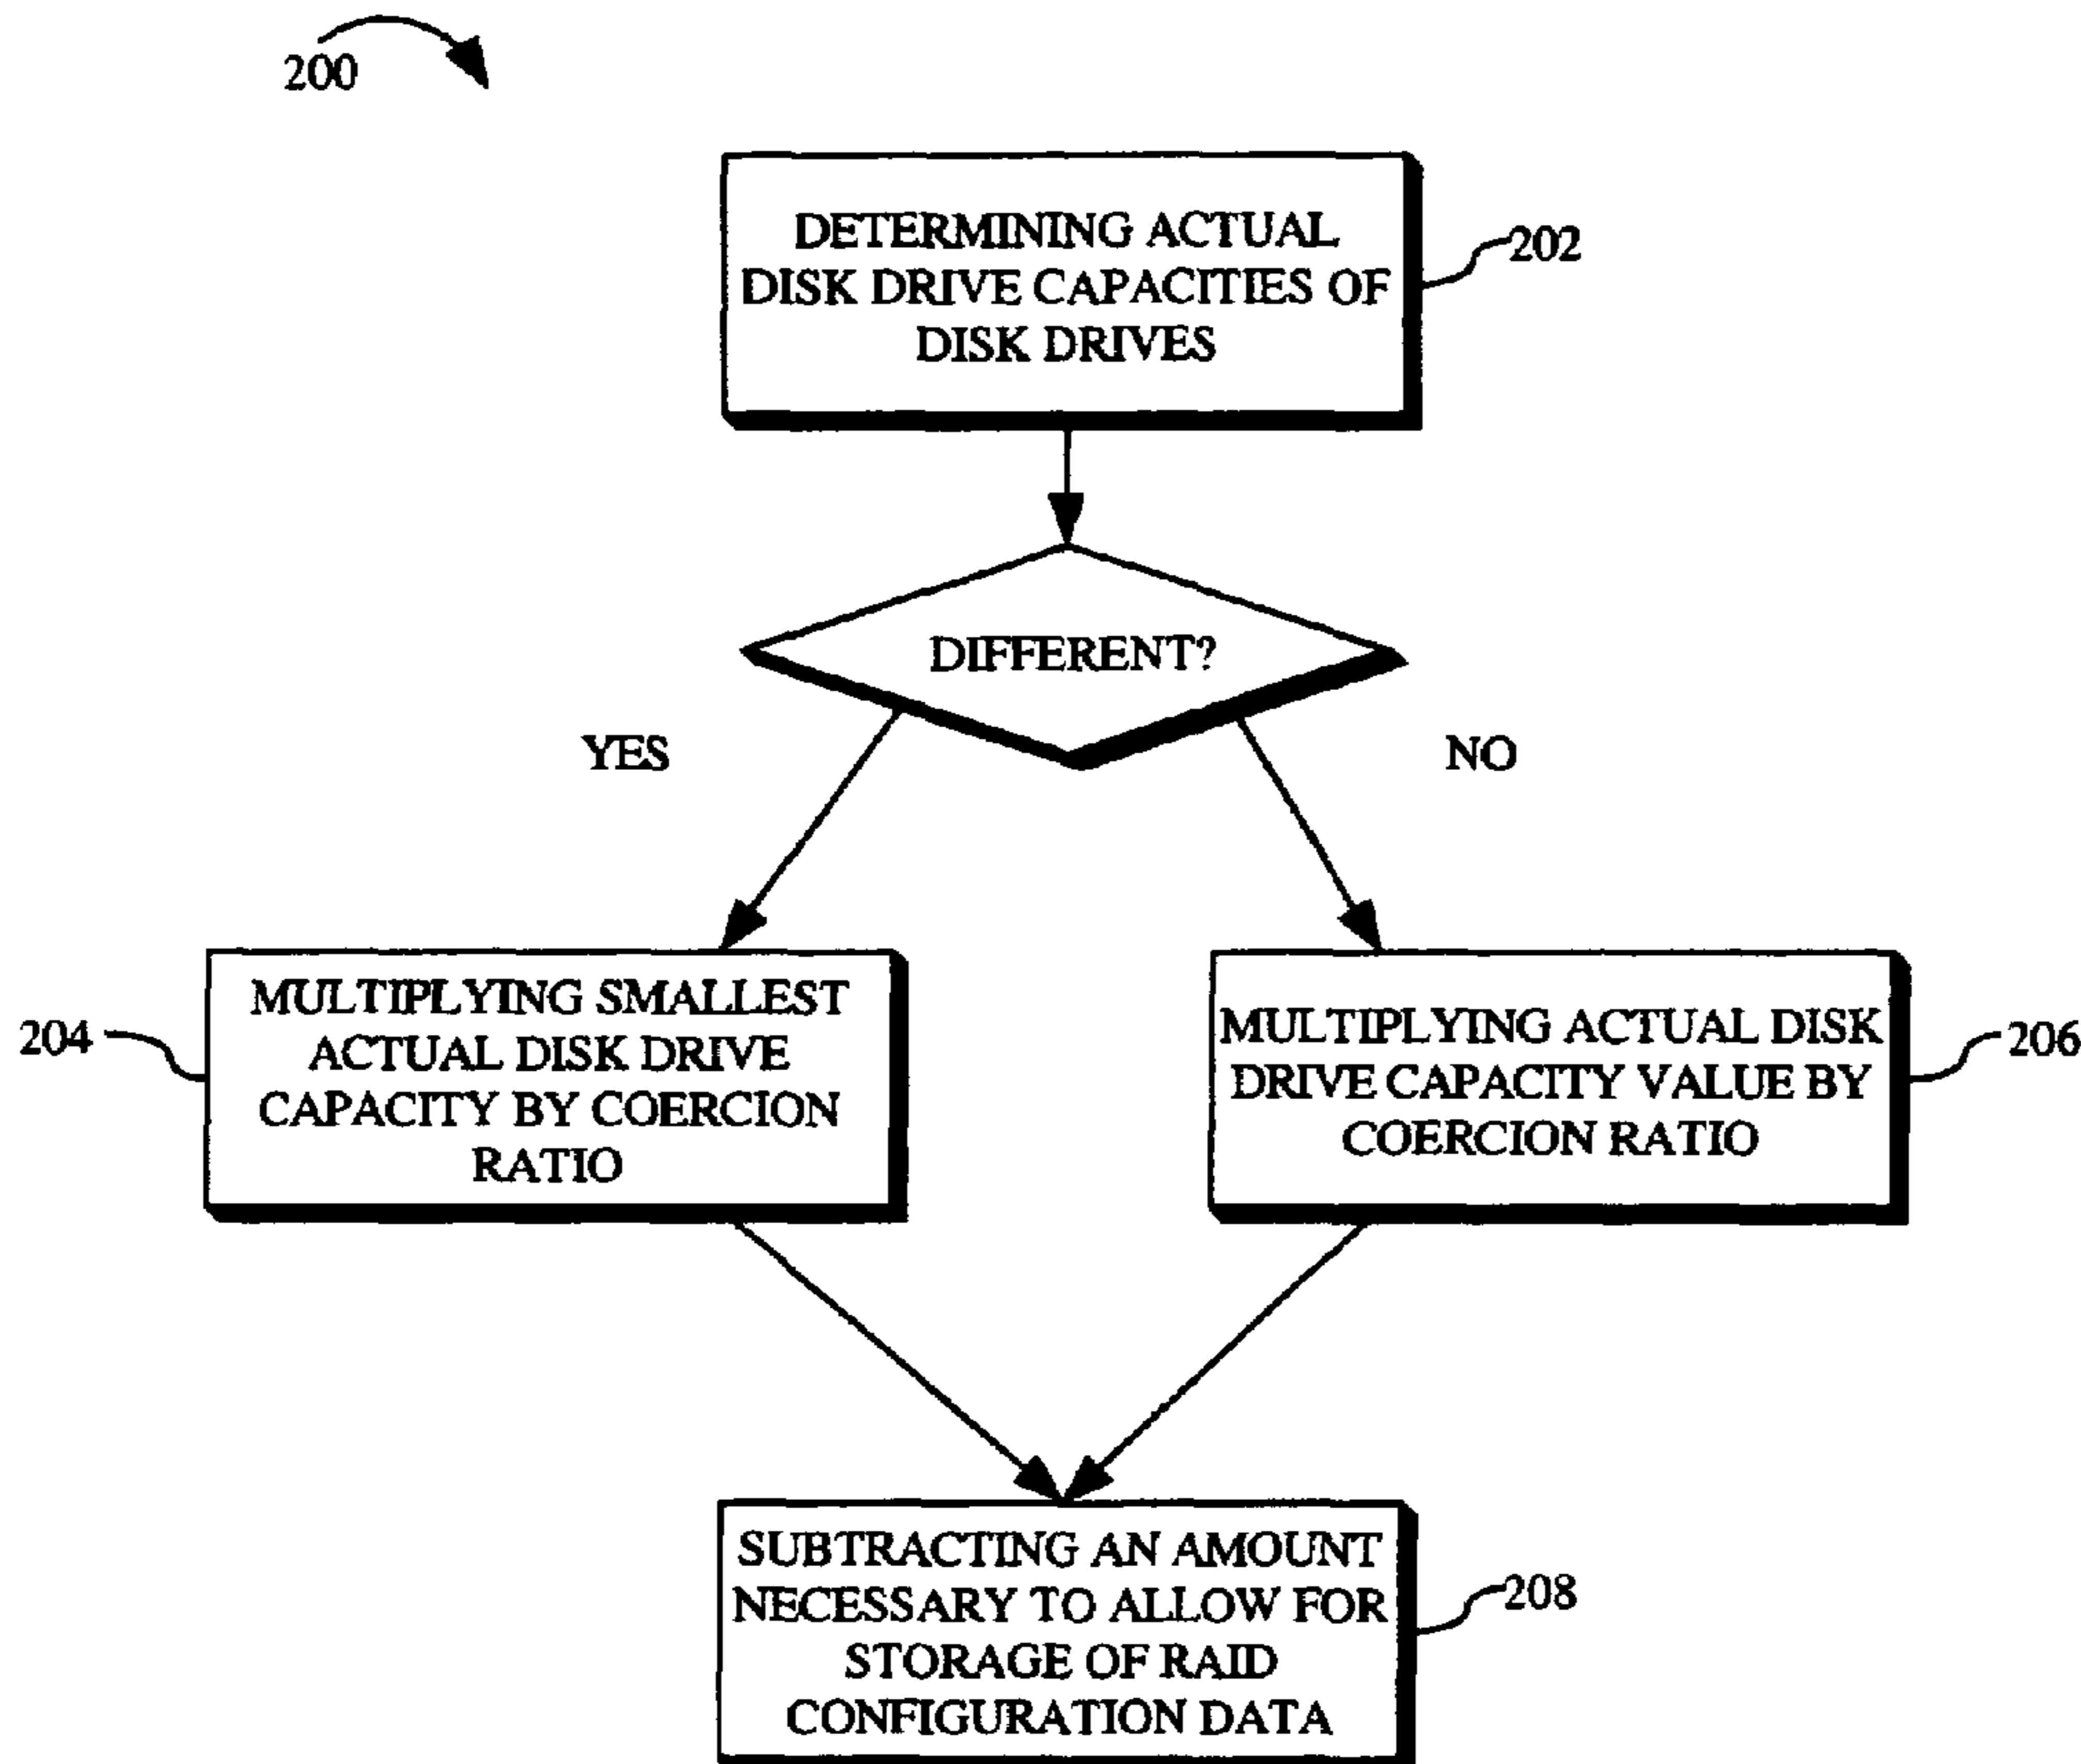 200
DETERMINING ACTUAL
DISK DRIVE CAPACITIES OF
DISK DRIVES
202
DIFFERENT?
YES
NO
204
MULTIPLYING SMALLEST
ACTUAL DISK DRIVE
CAPACITY BY COERCION
RATIO
MULTIPLYING ACTUAL DISK
DRIVE CAPACITY VALUE BY
COERCION RATIO
206
SUBTRACTING AN AMOUNT
NECESSARY TO ALLOW FOR
STORAGE OF RAID
CONFIGURATION DATA
208